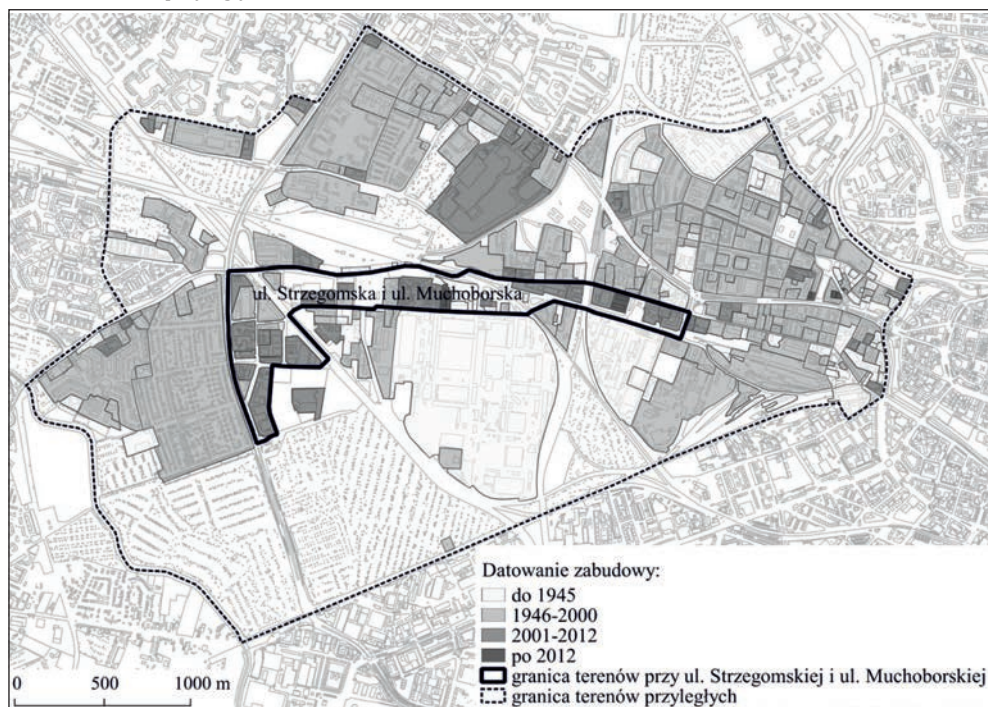 ul. Strzegomska i ul. Muchoborska
Datowanie zabudowy:
do 1945
1946-2000
2001-2012
po 2012
granica terenów przy ul. Strzegomskiej i ul. Muchoborskiej
granica terenów przyległych
0 500 1000 m